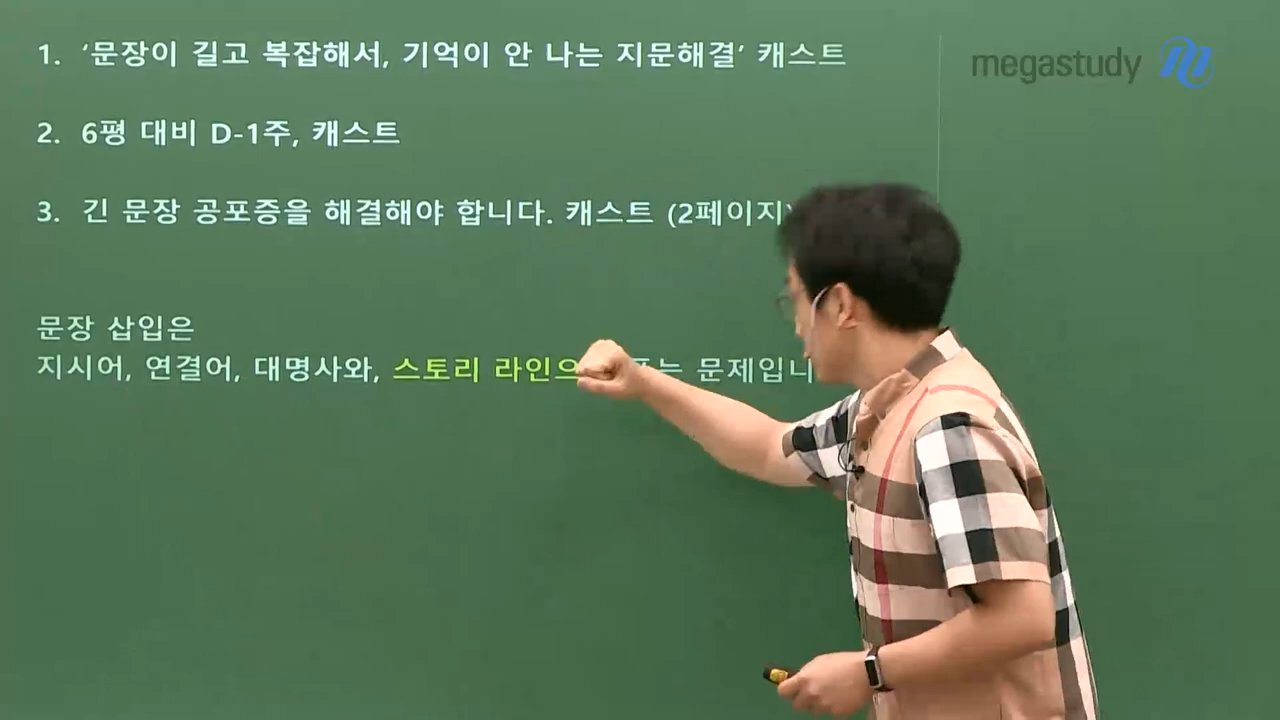 1. ‘문장이 길고 복잡해서, 기억이 안 나는 지문해결’ 캐스트
megastudy
2. 6평 대비 D-1주, 캐스트
3. 긴 문장 공포증을 해결해야 합니다. 캐스트 (2페이지)
문장 삽입은
지시어, 연결어, 대명사와, 스토리 라인으 는 문제입니